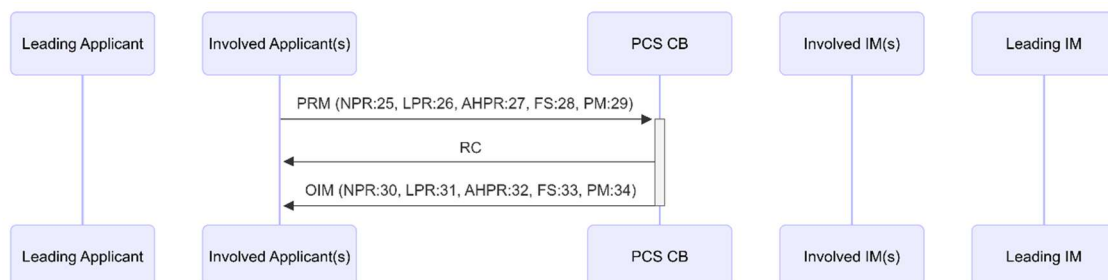 Leading Applicant
Involved Applicant(s)
PCS CB
Involved IM(s)
Leading IM
PRM (NPR:25, LPR:26, AHPR:27, FS:28, PM:29)
RC
OIM (NPR:30, LPR:31, AHPR:32, FS:33, PM:34)
Leading Applicant
Involved Applicant(s)
PCS CB
Involved IM(s)
Leading IM